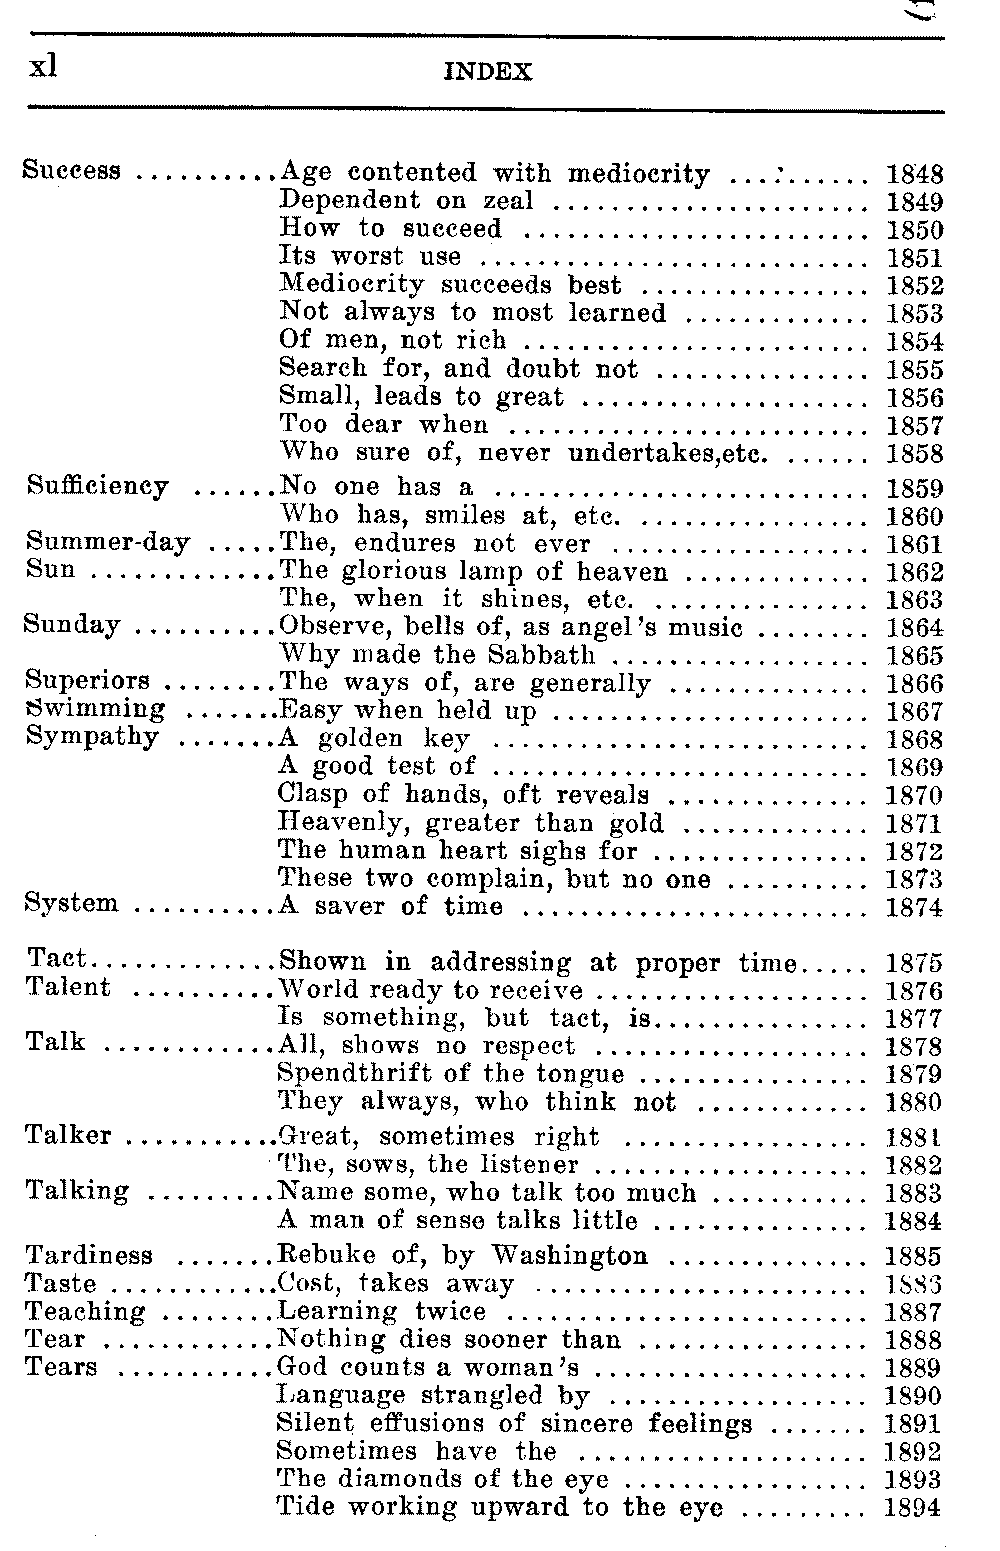 xl INDEX
Success ..........Age contented with mediocrity ...:...... 1848
Dependent on zeal ...................... 1849
How to succeed ........................ 1850
Its worst use ........................... 1851
Mediocrity succeeds best ................ 1852
Not always to most learned ............. 1853
Of men, not rich ........................ 1854
Search for, and doubt not ............... 1855
Small, leads to great .................... 1856
Too dear when ......................... 1857
Who sure of, never undertakes,etc. ...... 1858
Sufficiency ......No one has a .......................... 1859
Who has, smiles at, etc. ................ 1860
Summer-day .....The, endures not ever .................. 1861
Sun .............The glorious lamp of heaven ............. 1862
The, when it shines, etc. ............... 1863
Sunday ..........Observe, bells of, as angel's music ........ 1864
Why made the Sabbath .................. 1865
Superiors ........The ways of, are generally .............. 1866
Swimming .......Easy when held up ...................... 1867
Sympathy .......A golden key .......................... 1868
A good test of .......................... 1869
Clasp of hands, oft reveals .............. 1870
Heavenly, greater than gold ............. 1871
The human heart sighs for ............... 1872
These two complain, but no one .......... 1873
System ..........A saver of time ........................ 1874
Tact.............Shown in addressing at proper time..... 1875
Talent ..........World ready to receive ................... 1876
Is something, but tact, is............... 1877
Talk ............All, shows no respect ................... 1878
Spendthrift of the tongue ................ 1879
They always, who think not ............ 1880
Talker ...........Great, sometimes right ................. 1881
The, sows, the listener ................... 1882
Talking .........Name some, who talk too much ........... 1883
A man of sense talks little ............... 1884
Tardiness .......Rebuke of, by Washington .............. 1885
Taste ............Cost, takes away ....................... 1886
Teaching ........Learning twice ......................... 1887
Tear ............Nothing dies sooner than ................ 1888
Tears ...........God counts a woman's ................... 1889
Language strangled by .................. 1890
Silent effusions of sincere feelings ....... 1891
Sometimes have the .................... 1892
The diamonds of the eye ................. 1893
Tide working upward to the eye ......... 1894